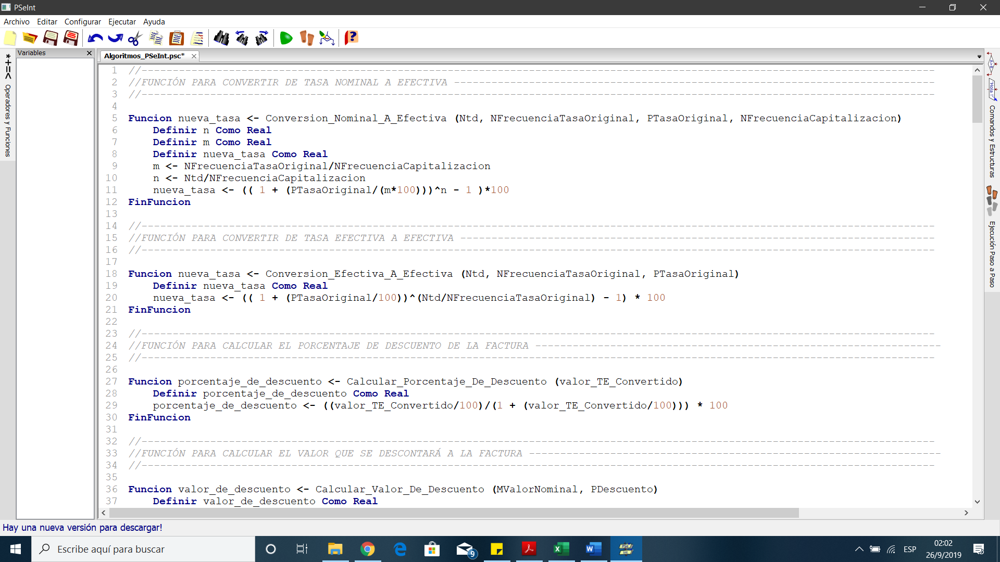 PSeInt
Archivo Editar Configurar Ejecutar Ayuda
Variables
Algoritmos_PSeInt.psc*
*+=< Operadores y Funciones
1 //--------------------------------------------------------------------------------------------------------------------------------
2 //FUNCIÓN PARA CONVERTIR DE TASA NOMINAL A EFECTIVA -----------------------------------------------------------------------------
3 //--------------------------------------------------------------------------------------------------------------------------------
4
5 Funcion nueva_tasa <- Conversion_Nominal_A_Efectiva (Ntd, NFrecuenciaTasaOriginal, PTasaOriginal, NFrecuenciaCapitalizacion)
6     Definir n Como Real
7     Definir m Como Real
8     Definir nueva_tasa Como Real
9     m <- NFrecuenciaTasaOriginal/NFrecuenciaCapitalizacion
10     n <- Ntd/NFrecuenciaCapitalizacion
11     nueva_tasa <- (( 1 + (PTasaOriginal/(m*100)))^n - 1 )*100
12 FinFuncion
13
14 //--------------------------------------------------------------------------------------------------------------------------------
15 //FUNCIÓN PARA CONVERTIR DE TASA EFECTIVA A EFECTIVA ----------------------------------------------------------------------------
16 //--------------------------------------------------------------------------------------------------------------------------------
17
18 Funcion nueva_tasa <- Conversion_Efectiva_A_Efectiva (Ntd, NFrecuenciaTasaOriginal, PTasaOriginal)
19     Definir nueva_tasa Como Real
20     nueva_tasa <- (( 1 + (PTasaOriginal/100))^(Ntd/NFrecuenciaTasaOriginal) - 1) * 100
21 FinFuncion
22
23 //--------------------------------------------------------------------------------------------------------------------------------
24 //FUNCIÓN PARA CALCULAR EL PORCENTAJE DE DESCUENTO DE LA FACTURA -----------------------------------------------------------------
25 //--------------------------------------------------------------------------------------------------------------------------------
26
27 Funcion porcentaje_de_descuento <- Calcular_Porcentaje_De_Descuento (valor_TE_Convertido)
28     Definir porcentaje_de_descuento Como Real
29     porcentaje_de_descuento <- ((valor_TE_Convertido/100)/(1 + (valor_TE_Convertido/100))) * 100
30 FinFuncion
31
32 //--------------------------------------------------------------------------------------------------------------------------------
33 //FUNCIÓN PARA CALCULAR EL VALOR QUE SE DESCONTARÁ A LA FACTURA ------------------------------------------------------------------
34 //--------------------------------------------------------------------------------------------------------------------------------
35
36 Funcion valor_de_descuento <- Calcular_Valor_De_Descuento (MValorNominal, PDescuento)
37     Definir valor_de_descuento Como Real
A>B
'Hola !'
Comandos y Estructuras
Ejecución Paso a Paso
Hay una nueva versión para descargar!
Escribe aquí para buscar
9
ESP
02:02
26/9/2019